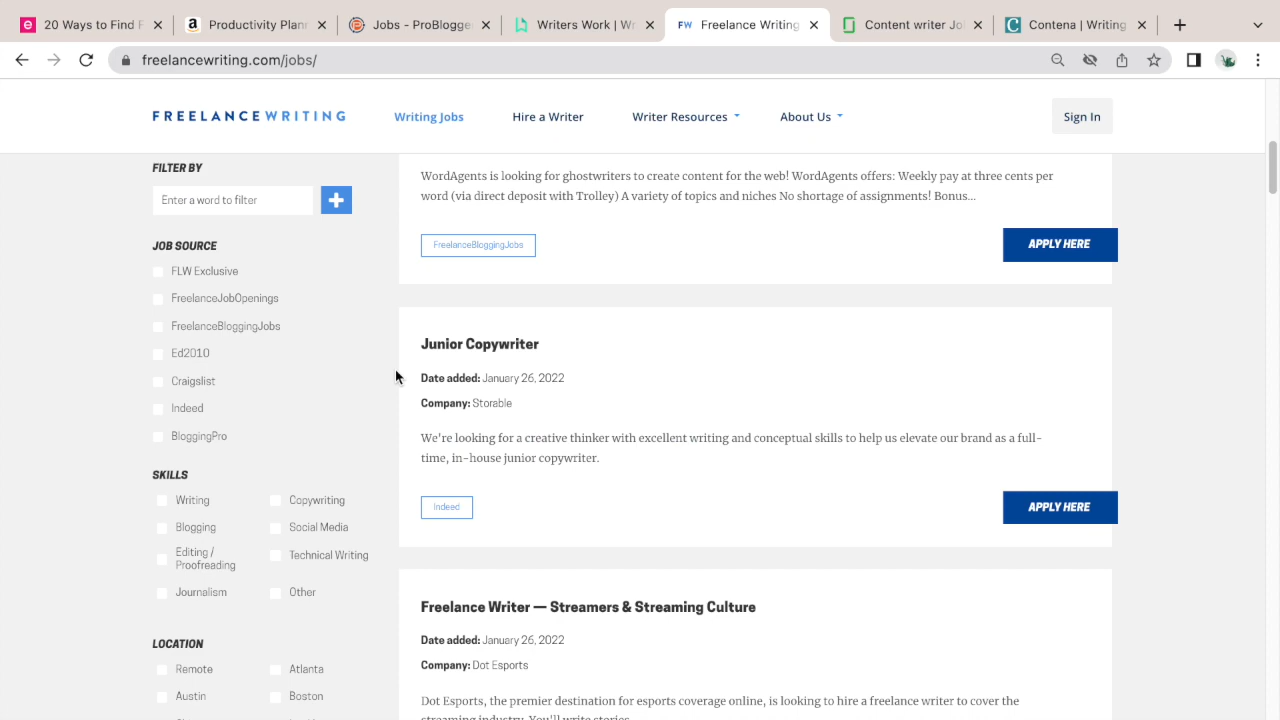 20 Ways to Find F
Productivity Plann
Jobs – ProBlogge
Writers Work | Wr
Freelance Writing
Content writer Jo
Contena | Writing
freelancewriting.com/jobs/
FREELANCEWRITING
Writing Jobs
Hire a Writer
Writer Resources
About Us
Sign In
FILTER BY
Enter a word to filter
JOB SOURCE
FLW Exclusive
FreelanceJobOpenings
FreelanceBloggingJobs
Ed2010
Craigslist
Indeed
BloggingPro
SKILLS
Writing
Copywriting
Blogging
Social Media
Editing /
Proofreading
Technical Writing
Journalism
Other
LOCATION
Remote
Atlanta
Austin
Boston
WordAgents is looking for ghostwriters to create content for the web! WordAgents offers: Weekly pay at three cents per
word (via direct deposit with Trolley) A variety of topics and niches No shortage of assignments! Bonus...
FreelanceBloggingJobs
APPLY HERE
Junior Copywriter
Date added: January 26, 2022
Company: Storable
We're looking for a creative thinker with excellent writing and conceptual skills to help us elevate our brand as a full-
time, in-house junior copywriter.
Indeed
APPLY HERE
Freelance Writer — Streamers & Streaming Culture
Date added: January 26, 2022
Company: Dot Esports
Dot Esports, the premier destination for esports coverage online, is looking to hire a freelance writer to cover the
streaming industry. You'll write stories